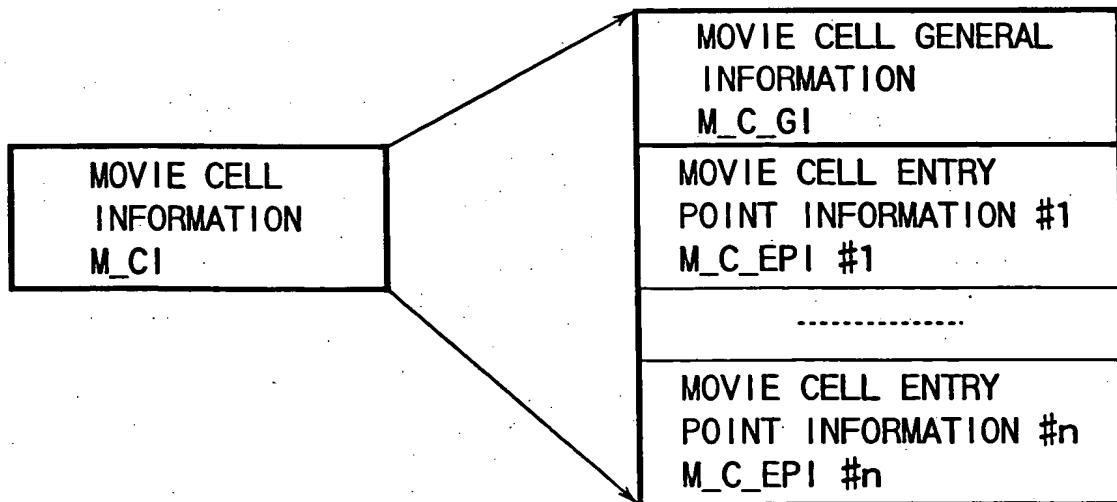 MOVIE CELL
INFORMATION
M_CI
MOVIE CELL GENERAL
INFORMATION
M_C_GI
MOVIE CELL ENTRY
POINT INFORMATION #1
M_C_EPI #1
MOVIE CELL ENTRY
POINT INFORMATION #n
M_C_EPI #n